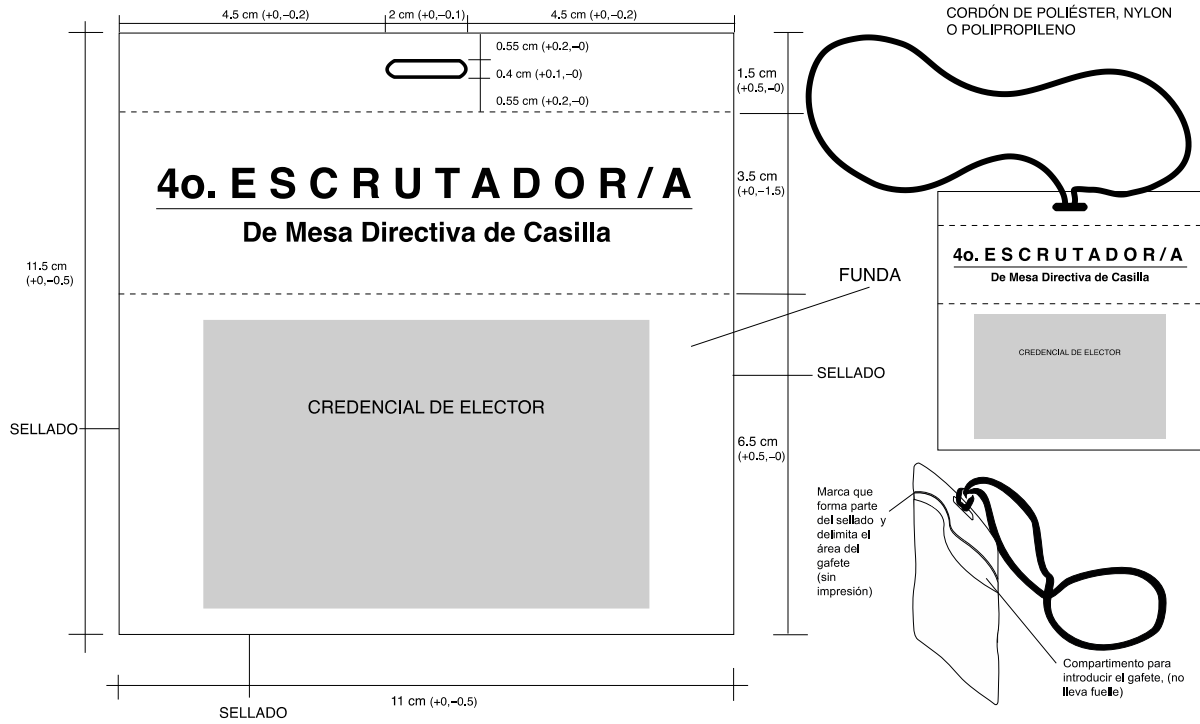 4.5 cm (+0,–0.2)
2 cm (+0,–0.1)
4.5 cm (+0,–0.2)
0.55 cm (+0.2,–0)
0.4 cm (+0.1,–0)
0.55 cm (+0.2,–0)
1.5 cm
(+0.5,–0)
4o. E S C R U T A D O R / A
De Mesa Directiva de Casilla
3.5 cm
(+0,–1.5)
11.5 cm
(+0,–0.5)
FUNDA
CREDENCIAL DE ELECTOR
SELLADO
SELLADO
6.5 cm
(+0.5,–0)
11 cm (+0,–0.5)
SELLADO
CORDÓN DE POLIÉSTER, NYLON
O POLIPROPILENO
4o. E S C R U T A D O R / A
De Mesa Directiva de Casilla
CREDENCIAL DE ELECTOR
Marca que
forma parte
del sellado y
delimita el
área del
gafete
(sin
impresión)
Compartimento para
introducir el gafete, (no
lleva fuelle)